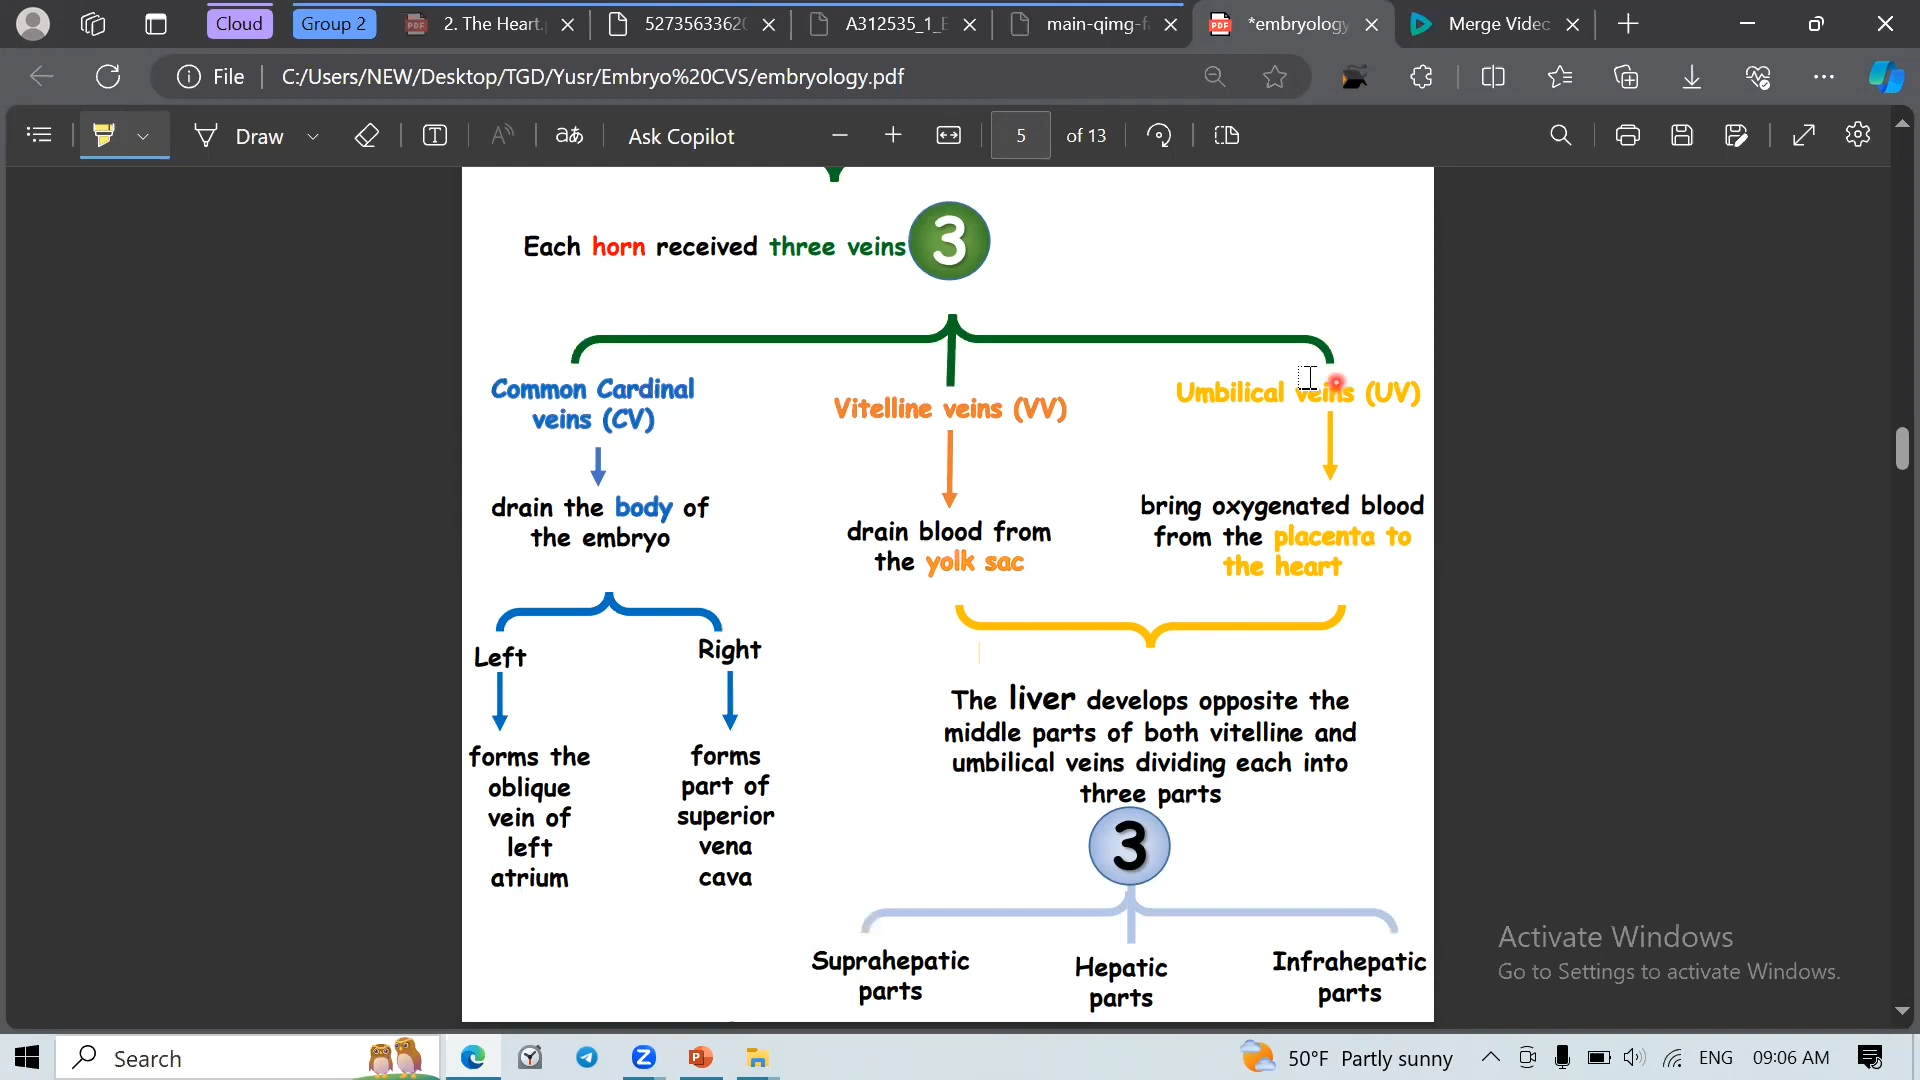 Cloud
Group 2
2. The Heart.
52735633620
A312535_1_E
main-qimg-f
*embryology
Merge Videc
File
C:/Users/NEW/Desktop/TGD/Yusr/Embryo%20CVS/embryology.pdf
Draw
Ask Copilot
5 of 13
Each horn received three veins 3
Common Cardinal
veins (CV)
Vitelline veins (VV)
Umbilical veins (UV)
drain the body of
the embryo
drain blood from
the yolk sac
bring oxygenated blood
from the placenta to
the heart
Left
Right
forms the
oblique
vein of
left
atrium
forms
part of
superior
vena
cava
The liver develops opposite the
middle parts of both vitelline and
umbilical veins dividing each into
three parts
3
Suprahepatic
parts
Hepatic
parts
Infrahepatic
parts
Activate Windows
Go to Settings to activate Windows.
Search
50°F Partly sunny
ENG
09:06 AM